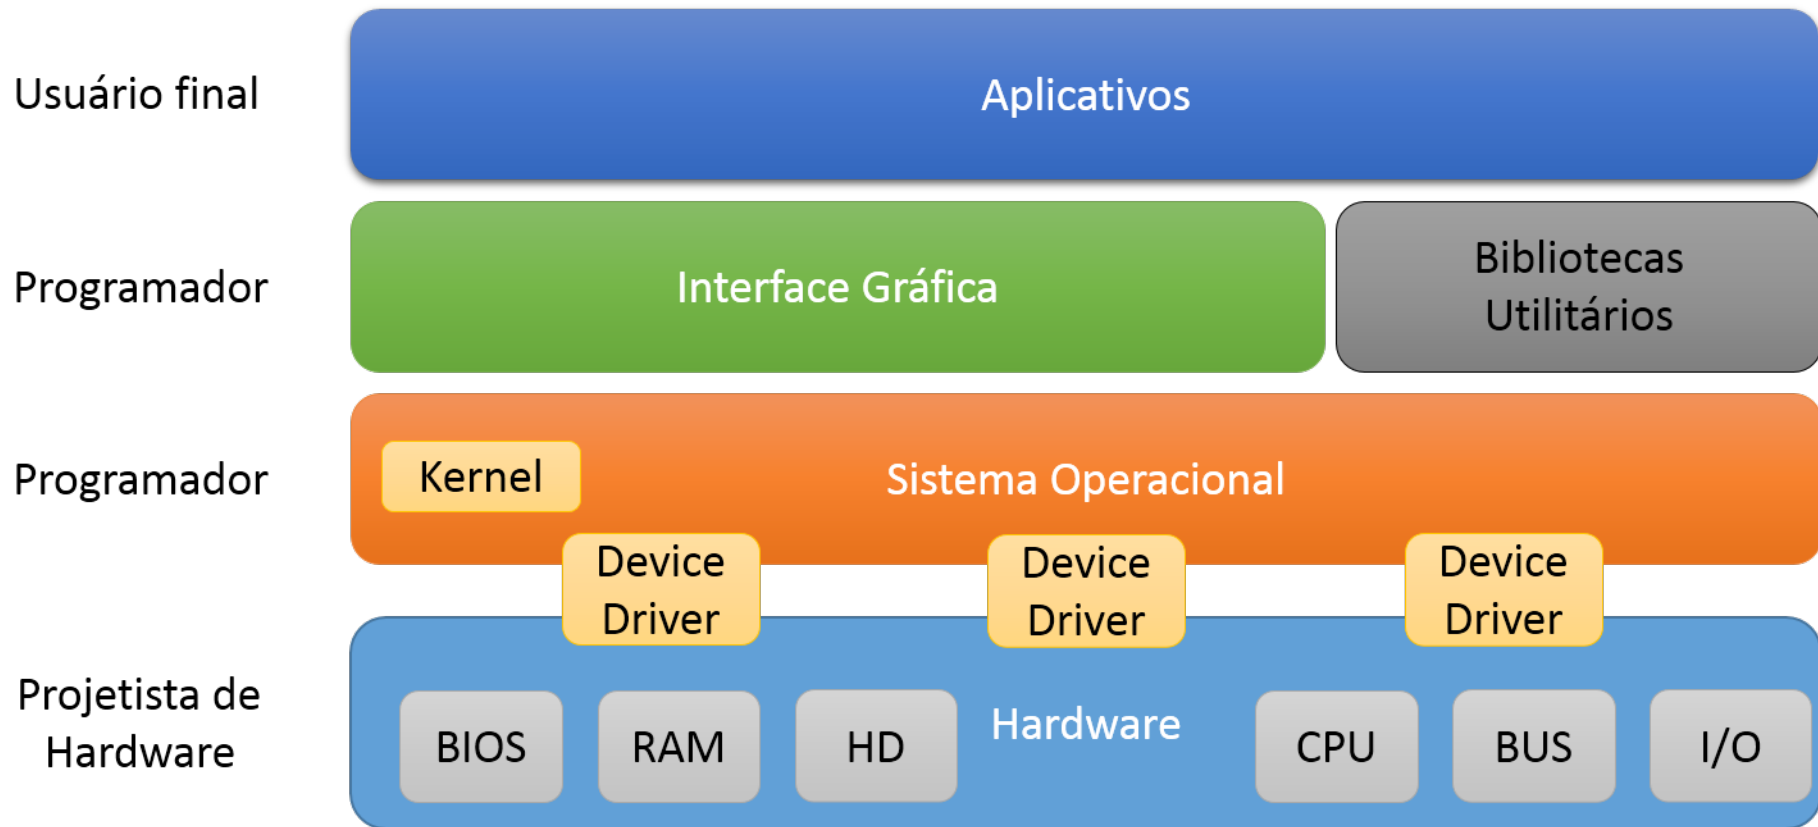 Usuário final
Aplicativos
Programador
Interface Gráfica
Bibliotecas
Utilitários
Programador
Kernel
Sistema Operacional
Device
Driver
Device
Driver
Device
Driver
Projetista de
Hardware
BIOS
RAM
HD
Hardware
CPU
BUS
I/O